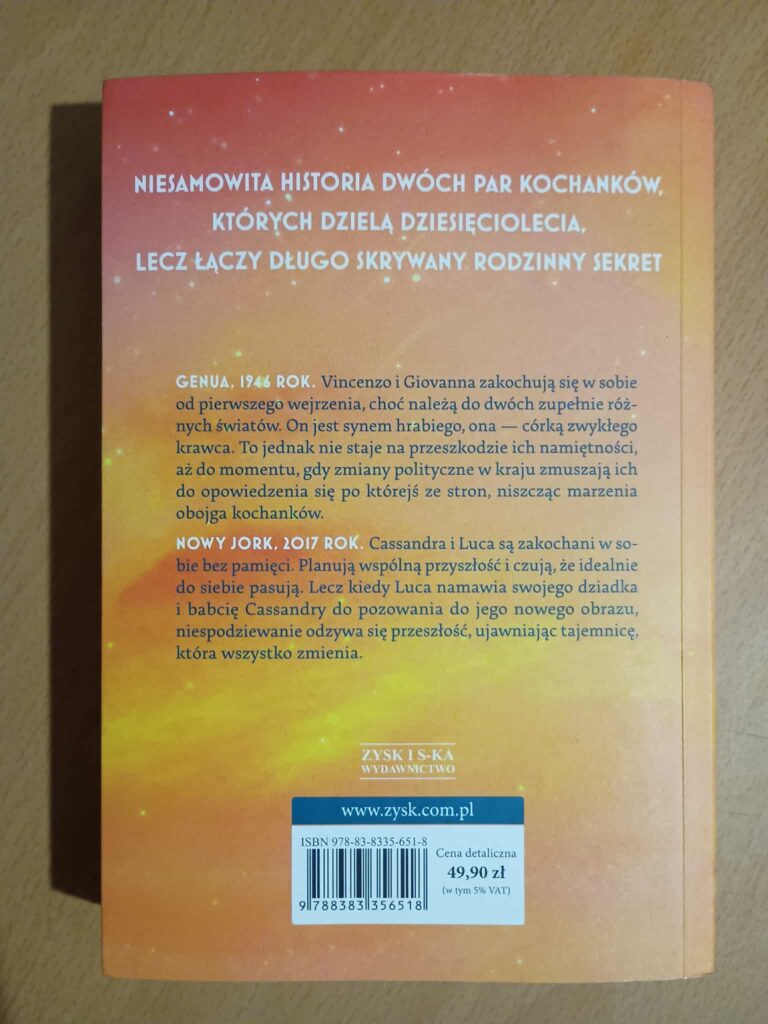 NIESAMOWITA HISTORIA DWÓCH PAR KOCHANKÓW,
KTÓRYCH DZIELĄ DZIESIĘCIOLECIA,
LECZ ŁĄCZY DŁUGO SKRYWANY RODZINNY SEKRET
GENUA, 1946 ROK. Vincenzo i Giovanna zakochują się w sobie
od pierwszego wejrzenia, choć należą do dwóch zupełnie róż-
nych światów. On jest synem hrabiego, ona — córką zwykłego
krawca. To jednak nie staje na przeszkodzie ich namiętności,
aż do momentu, gdy zmiany polityczne w kraju zmuszają ich
do opowiedzenia się po którejś ze stron, niszcząc marzenia
obojga kochanków.
NOWY JORK, 2017 ROK. Cassandra i Luca są zakochani w so-
bie bez pamięci. Planują wspólną przyszłość i czują, że idealnie
do siebie pasują. Lecz kiedy Luca namawia swojego dziadka
i babcię Cassandry do pozowania do jego nowego obrazu,
niespodziewanie odzywa się przeszłość, ujawniając tajemnicę,
która wszystko zmienia.
ZYSK I S-KA
WYDAWNICTWO
www.zysk.com.pl
ISBN 978-83-8335-651-8
9 788383 356518
Cena detaliczna
49,90 zł
(w tym 5% VAT)